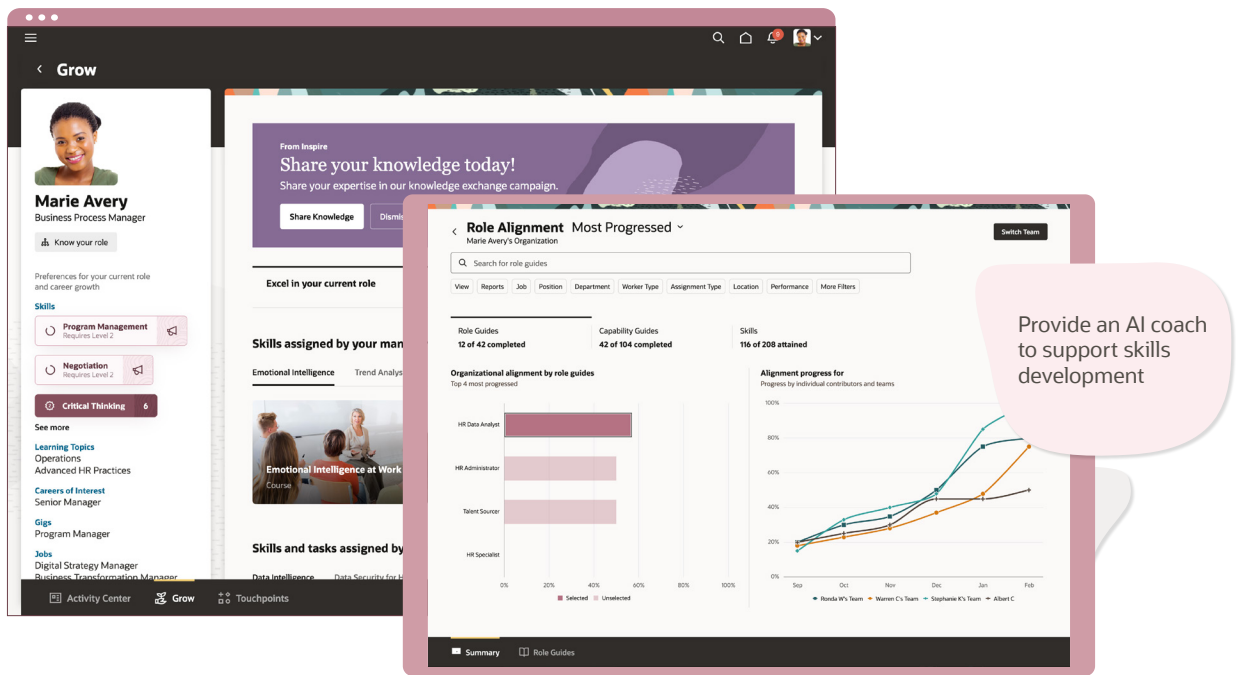 Grow
Marie Avery
Business Process Manager
Know your role
Preferences for your current role
and career growth
Skills
Program Management
Requires Level 2
Negotiation
Requires Level 2
Critical Thinking 6
See more
Learning Topics
Operations
Advanced HR Practices
Careers of Interest
Senior Manager
Gigs
Program Manager
Jobs
Digital Strategy Manager
Business Transformation Manager
From Inspire
Share your knowledge today!
Share your expertise in our knowledge exchange campaign.
Share Knowledge
Excel in your current role
Skills assigned by your
Emotional Intelligence Trend
Emotional Intelligence at Work
Course
Skills and tasks assigned by
Data Intelligence Data Security for
Activity Center Grow Touchpoints
Role Alignment Most Progressed
Marie Avery's Organization
Switch Team
Search for role guides
View Reports Job Position Department Worker Type Assignment Type Location Performance More Filters
Role Guides
12 of 42 completed
Capability Guides
42 of 104 completed
Skills
116 of 208 attained
Organizational alignment by role guides
Top 4 most progressed
HR Data Analyst
HR Administrator
Talent Sourcer
HR Specialist
0% 20% 40% 60% 80% 100%
Selected Unselected
Alignment progress for
Progress by individual contributors and teams
100%
80%
60%
40%
20%
0%
Sep Oct Nov Dec Jan Feb
Ronda W's Team Warren C's Team Stephanie K's Team Albert C
Summary Role Guides
Provide an AI coach
to support skills
development